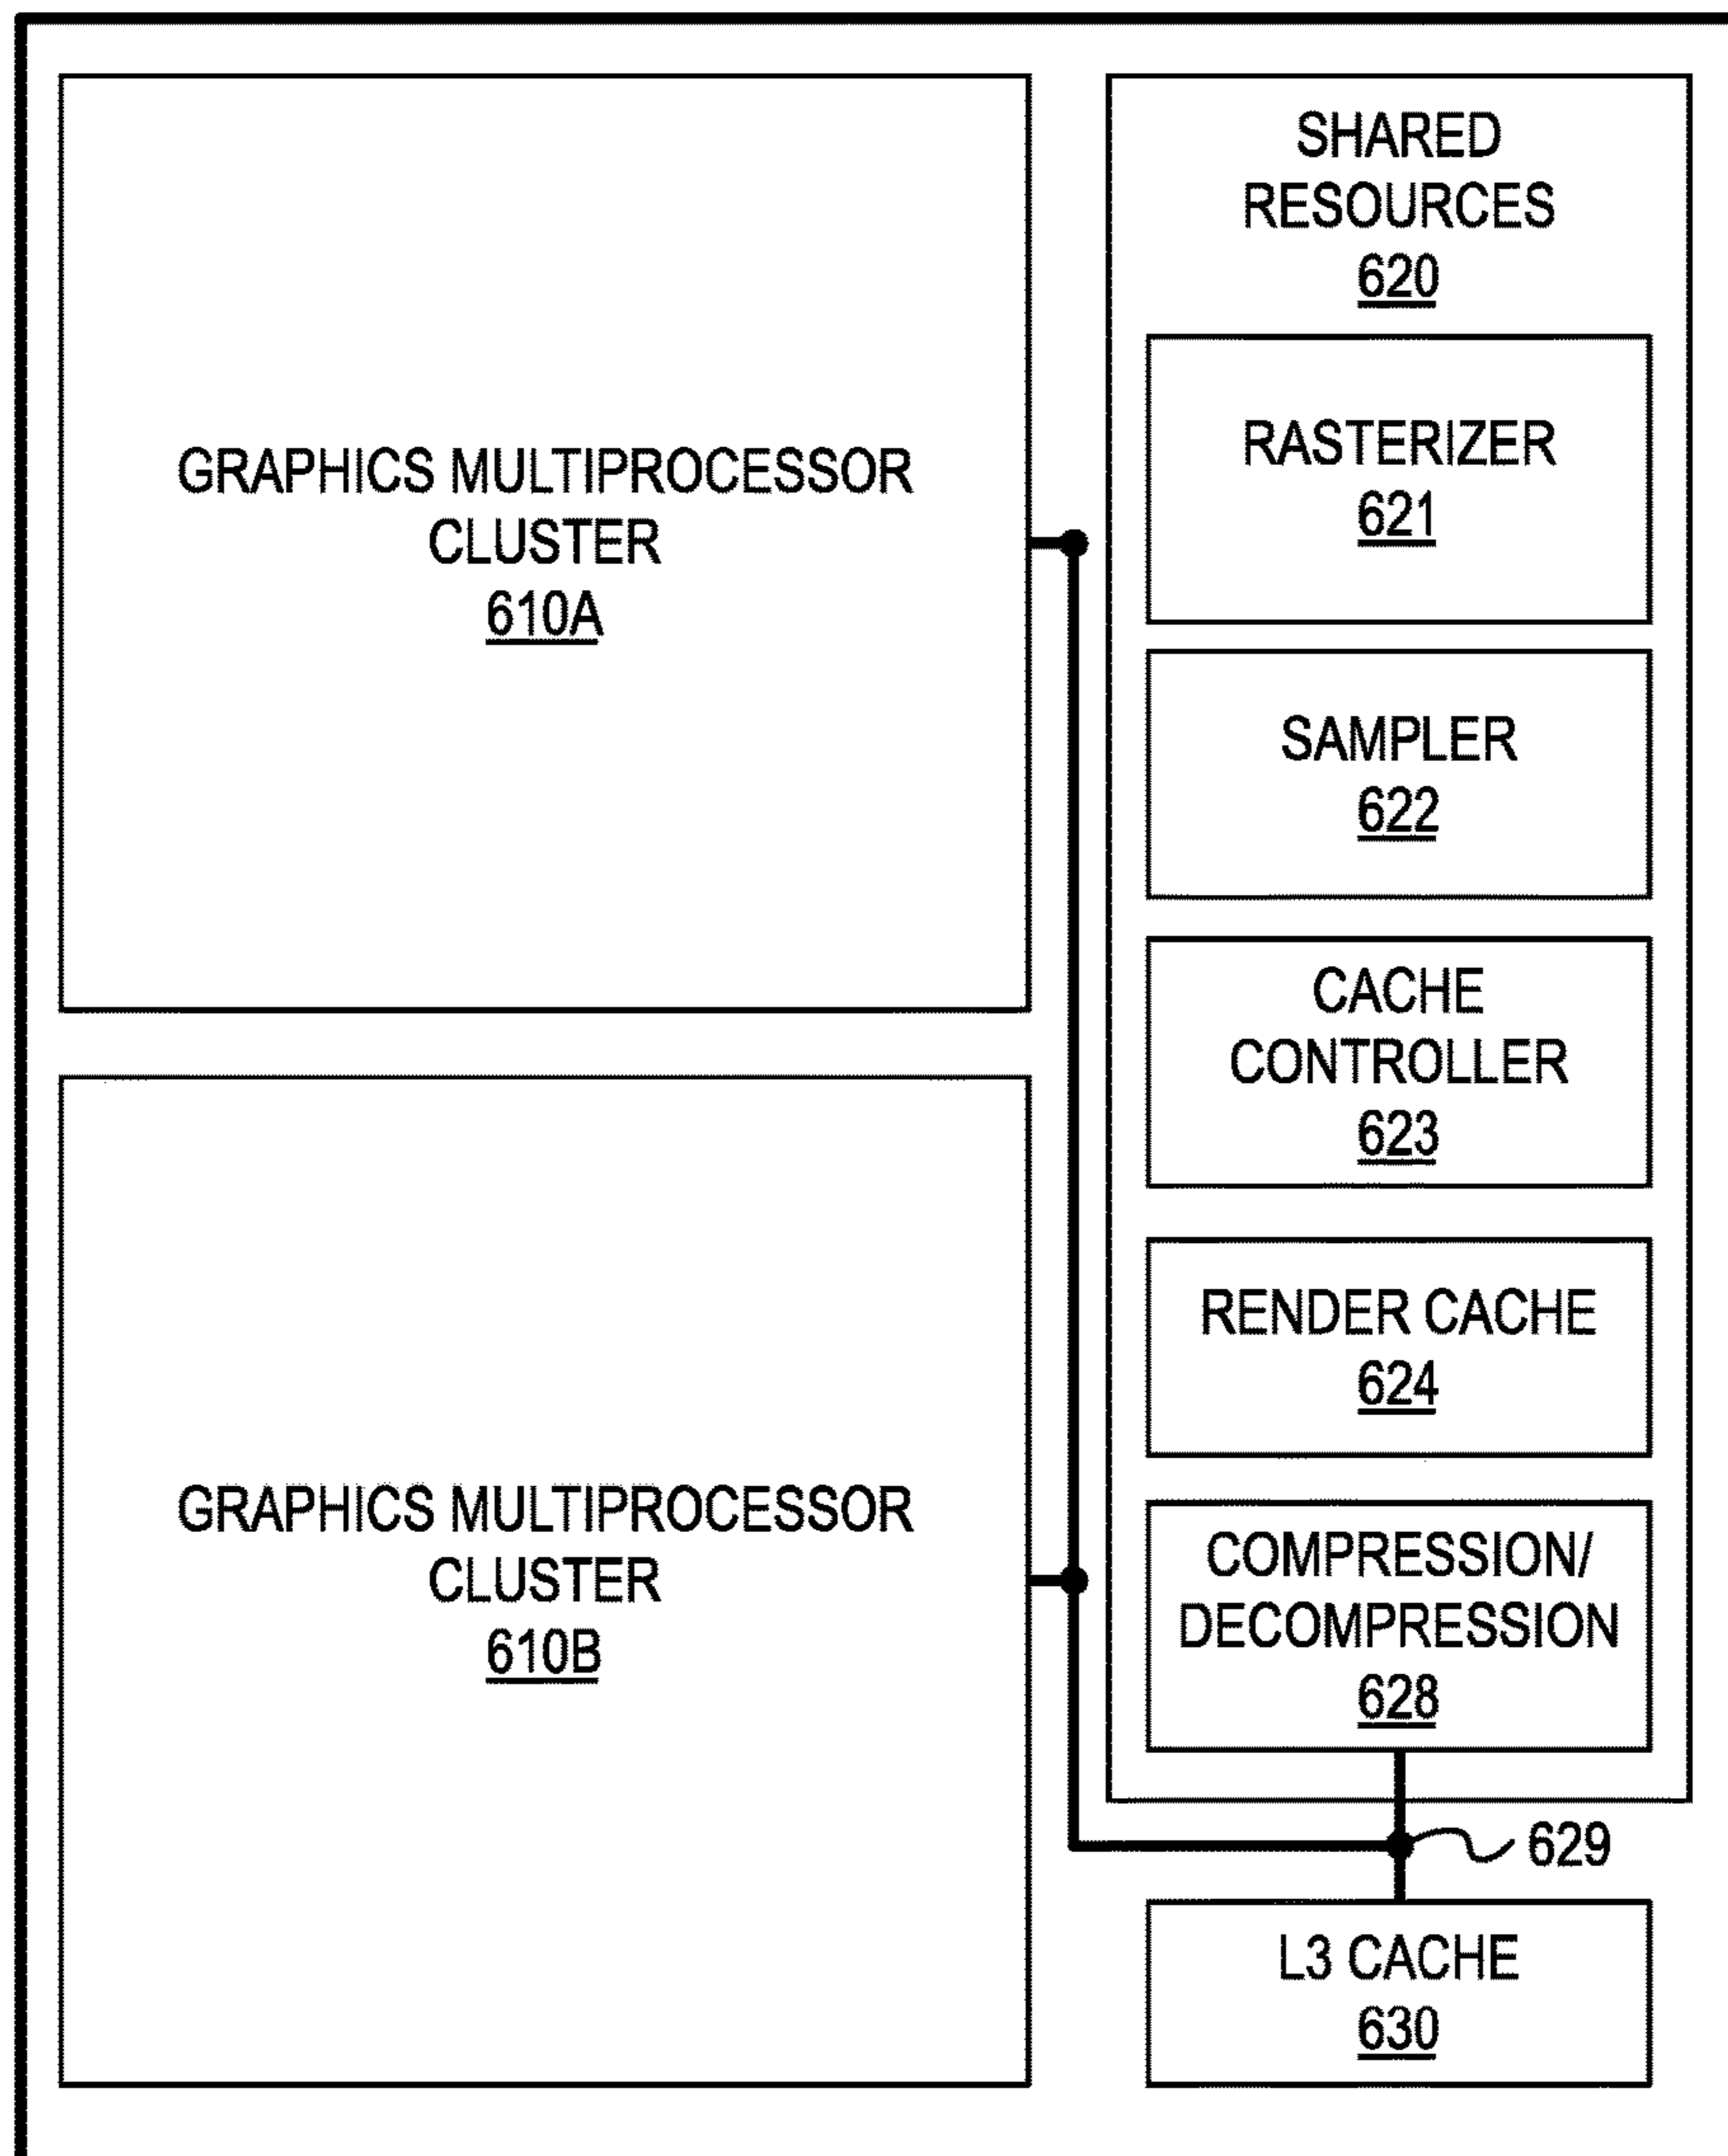 GRAPHICS MULTIPROCESSOR
CLUSTER
610A
GRAPHICS MULTIPROCESSOR
CLUSTER
610B
SHARED
RESOURCES
620
RASTERIZER
621
SAMPLER
622
CACHE
CONTROLLER
623
RENDER CACHE
624
COMPRESSION/
DECOMPRESSION
628
629
L3 CACHE
630